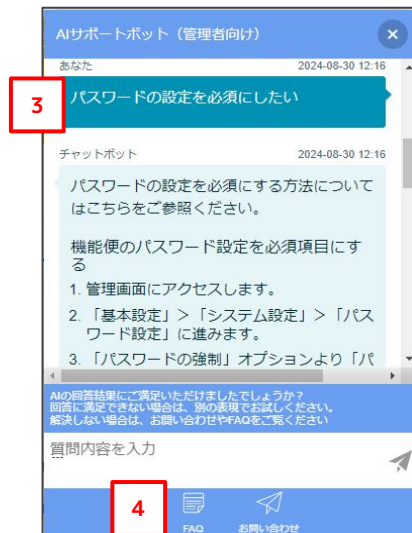 AIサポートボット（管理者向け）
×
あなた 2024-08-30 12:16
3
パスワードの設定を必須にしたい
チャットボット 2024-08-30 12:16
パスワードの設定を必須にする方法について
はこちらをご参照ください。
機能便のパスワード設定を必須項目にす
る
1. 管理画面にアクセスします。
2. 「基本設定」>「システム設定」>「パス
ワード設定」に進みます。
3. 「パスワードの強制」オプションより「パ
AIの回答結果にご満足いただけましたでしょうか？
回答に満足できない場合は、別の表現でお試しください。
解決しない場合は、お問い合わせやFAQをご覧ください
質問内容を入力
4
FAQ お問い合わせ